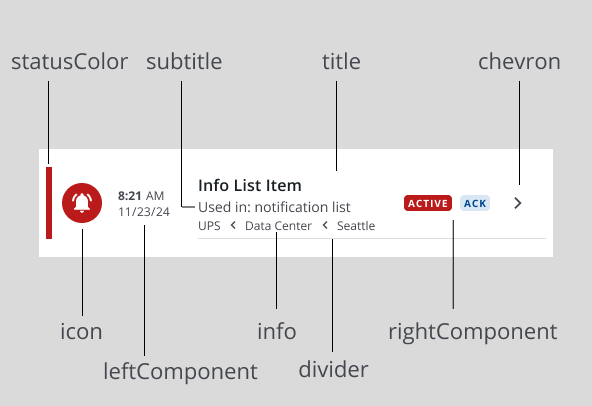 statusColor subtitle title chevron
Info List Item
8:21 AM
Used in: notification list
ACTIVE ACK
11/23/24
UPS Data Center Seattle
icon info rightComponent
leftComponent divider